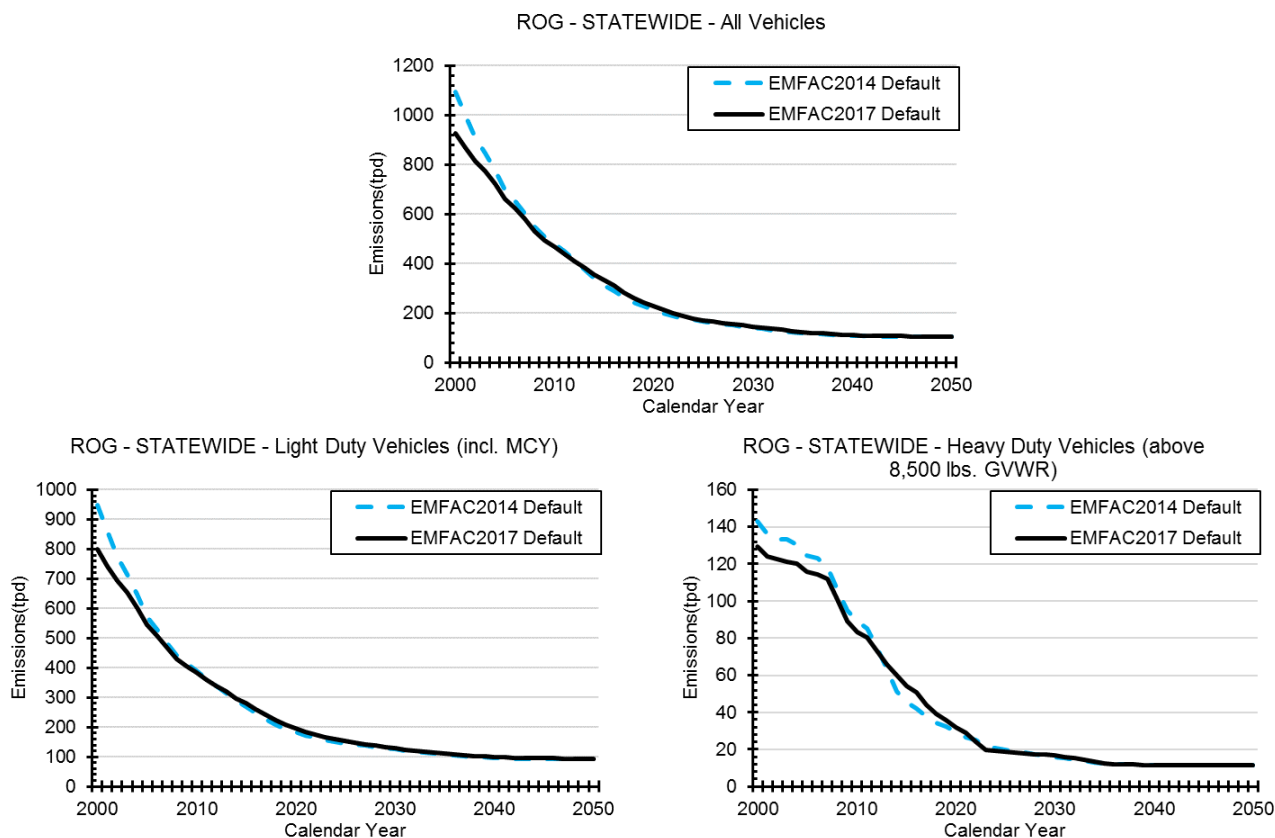 ROG - STATEWIDE - All Vehicles
1200
1000
800
600
400
200
0
Emissions(tpd)
EMFAC2014 Default
EMFAC2017 Default
2000 2010 2020 2030 2040 2050
Calendar Year
ROG - STATEWIDE - Light Duty Vehicles (incl. MCY)
1000
900
800
700
600
500
400
300
200
100
0
Emissions(tpd)
EMFAC2014 Default
EMFAC2017 Default
2000 2010 2020 2030 2040 2050
Calendar Year
ROG - STATEWIDE - Heavy Duty Vehicles (above
8,500 lbs. GVWR)
160
140
120
100
80
60
40
20
0
Emissions(tpd)
EMFAC2014 Default
EMFAC2017 Default
2000 2010 2020 2030 2040 2050
Calendar Year